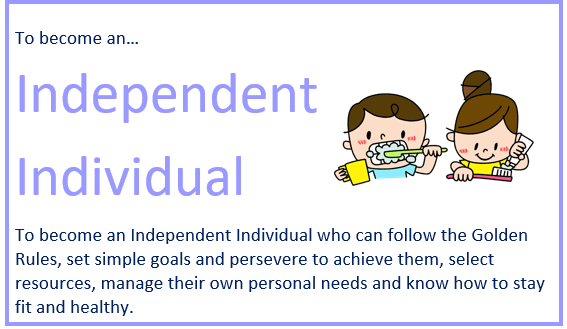 To become an…
Independent
Individual
To become an Independent Individual who can follow the Golden
Rules, set simple goals and persevere to achieve them, select
resources, manage their own personal needs and know how to stay
fit and healthy.